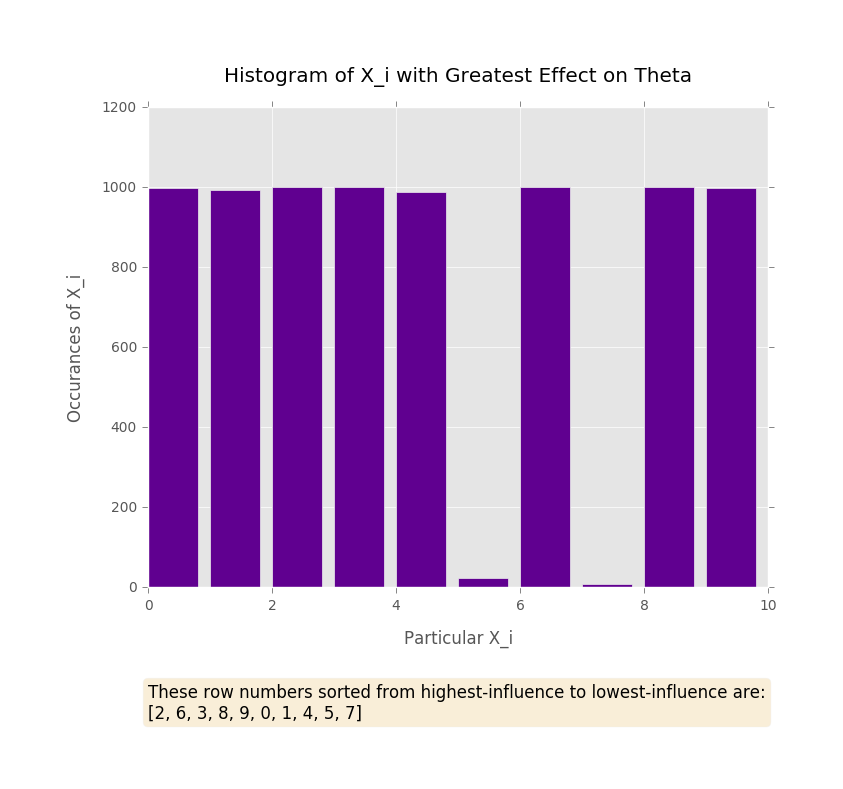 Histogram of X_i with Greatest Effect on Theta
1200
1000
800
600
400
200
0
Occurances of X_i
0 2 4 6 8 10
Particular X_i
These row numbers sorted from highest-influence to lowest-influence are:
[2, 6, 3, 8, 9, 0, 1, 4, 5, 7]